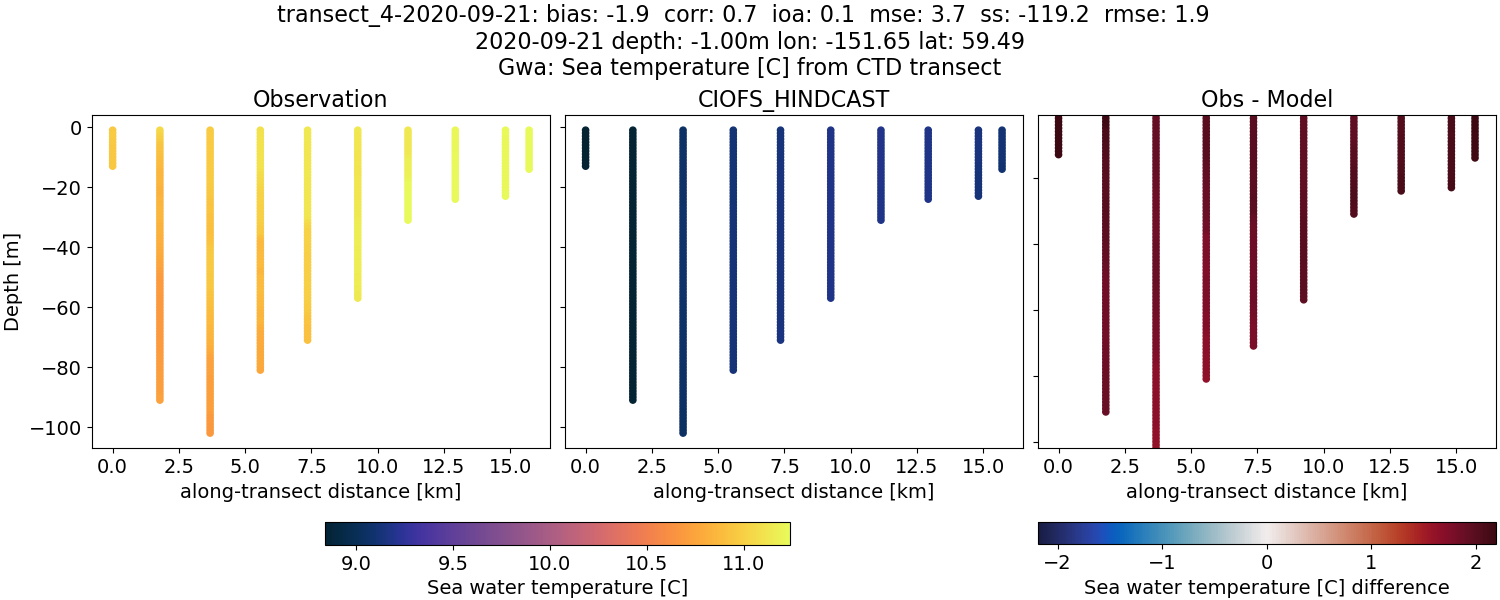 transect_4-2020-09-21: bias: -1.9  corr: 0.7  ioa: 0.1  mse: 3.7  ss: -119.2  rmse: 1.9
2020-09-21 depth: -1.00m lon: -151.65 lat: 59.49
Gwa: Sea temperature [C] from CTD transect
Observation
CIOFS_HINDCAST
Obs - Model
Depth [m]
0
−20
−40
−60
−80
−100
0.0 2.5 5.0 7.5 10.0 12.5 15.0
0.0 2.5 5.0 7.5 10.0 12.5 15.0
0.0 2.5 5.0 7.5 10.0 12.5 15.0
along-transect distance [km]
along-transect distance [km]
along-transect distance [km]
9.0 9.5 10.0 10.5 11.0
Sea water temperature [C]
−2 −1 0 1 2
Sea water temperature [C] difference